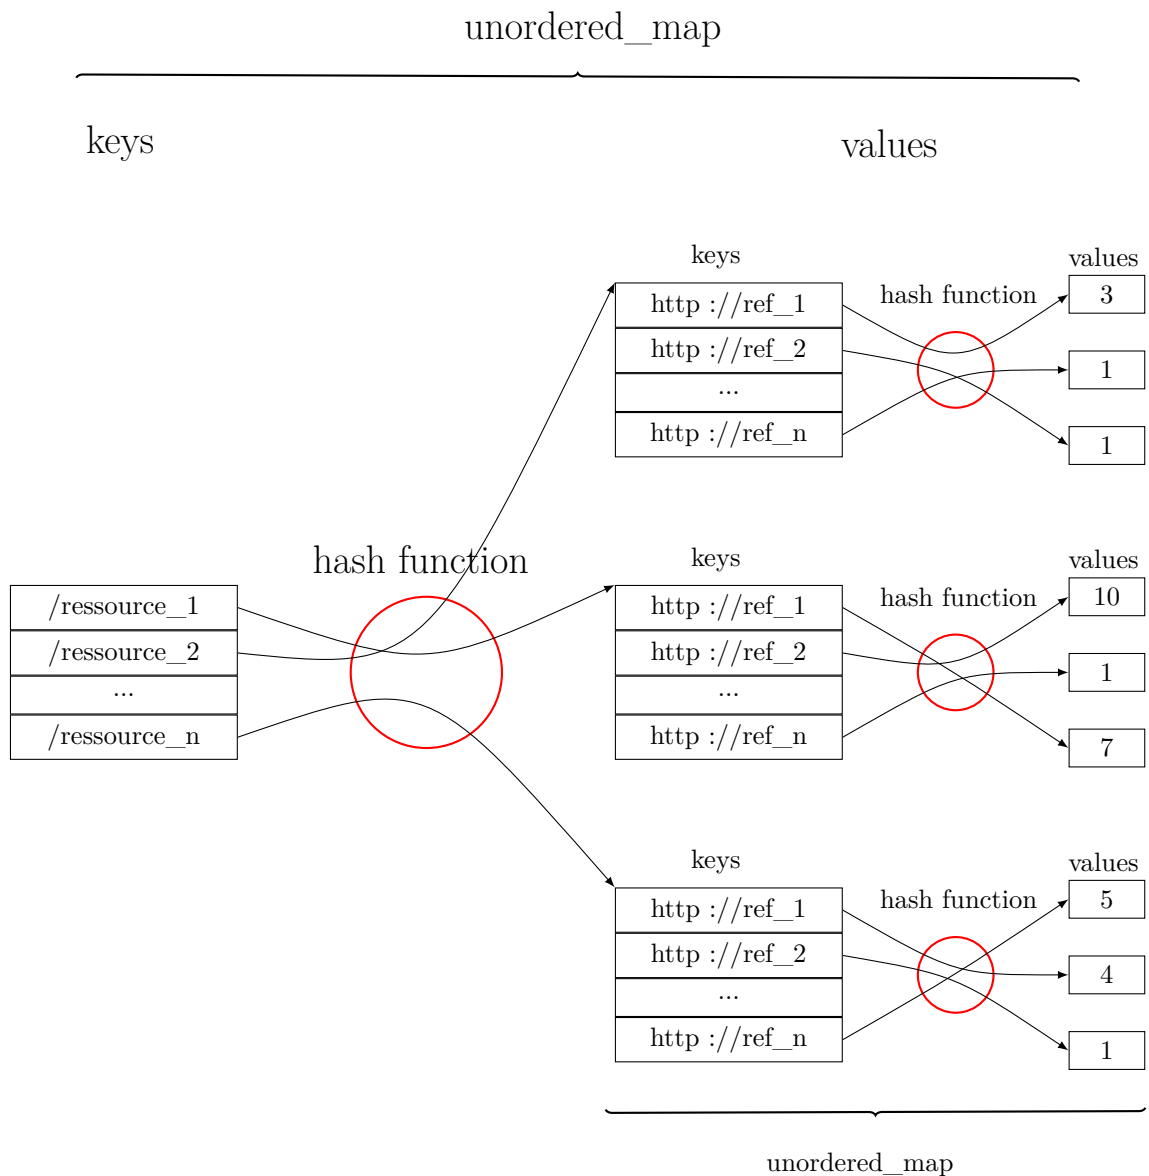 unordered_map
keys
values
keys
values
http ://ref_1
hash function
3
http ://ref_2
1
...
http ://ref_n
1
hash function
keys
values
/ressource_1
http ://ref_1
hash function
10
/ressource_2
http ://ref_2
1
...
...
/ressource_n
http ://ref_n
7
keys
values
http ://ref_1
hash function
5
http ://ref_2
4
...
http ://ref_n
1
unordered_map